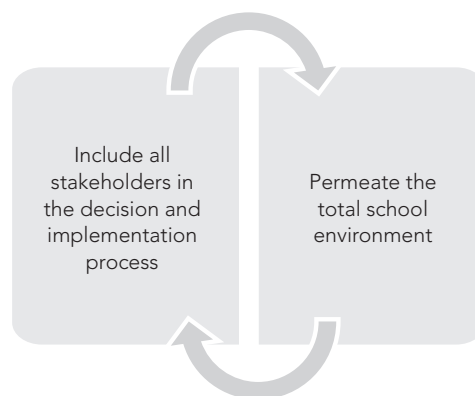 Include all
stakeholders in
the decision and
implementation
process
Permeate the
total school
environment